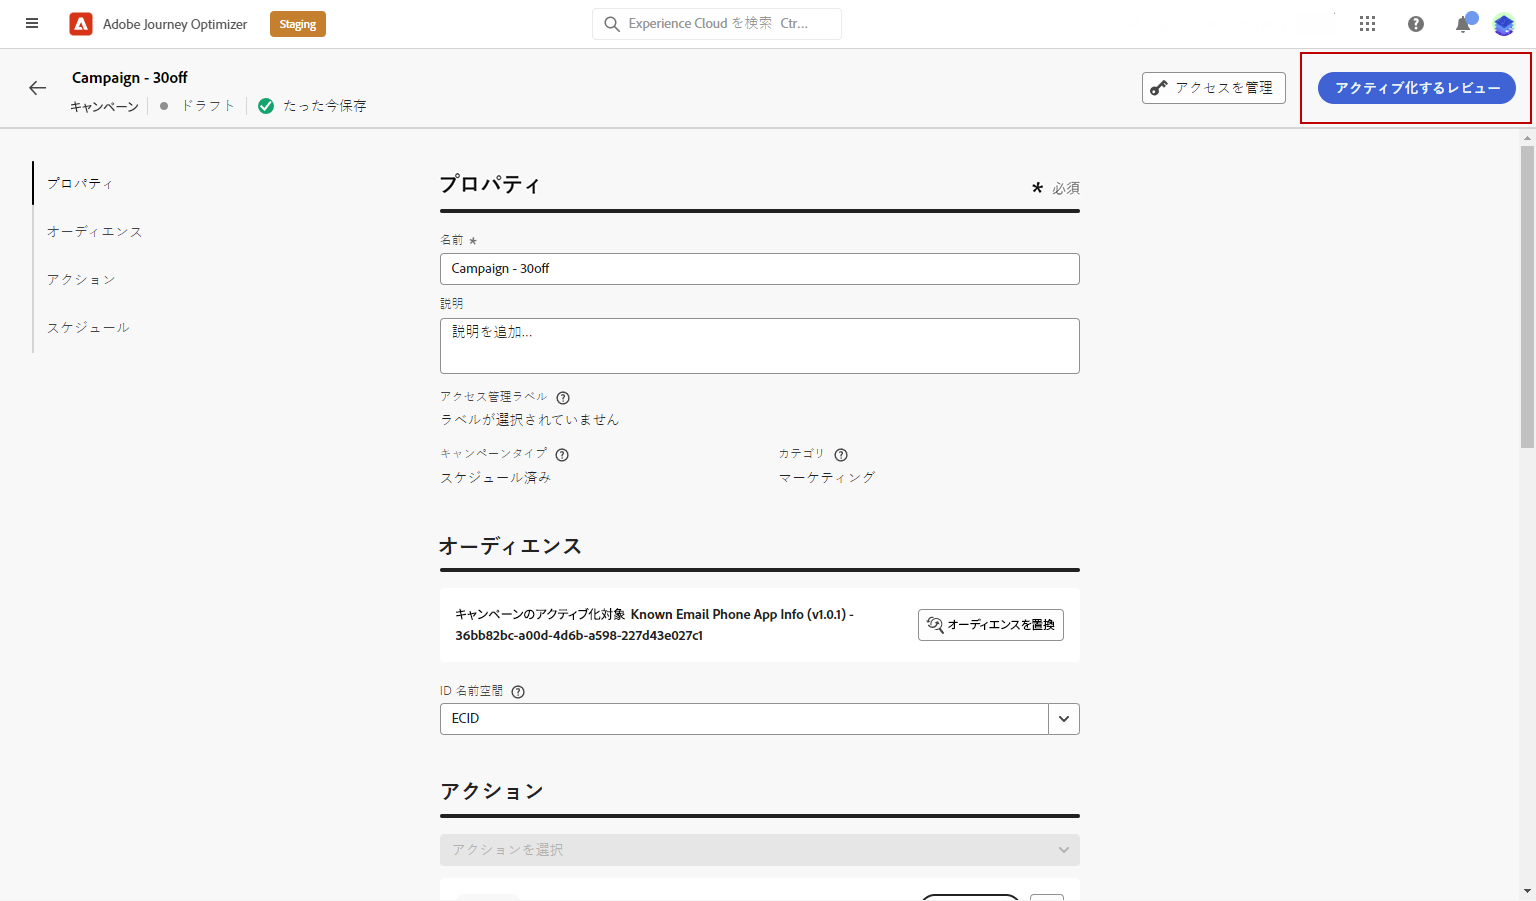 Adobe Journey Optimizer
Staging
Experience Cloud を検索 Ctr...
Campaign - 30off
キャンペーン
ドラフト
たった今保存
アクセスを管理
アクティブ化するレビュー
プロパティ
オーディエンス
アクション
スケジュール
プロパティ
* 必須
名前 *
Campaign - 30off
説明
説明を追加...
アクセス管理ラベル
ラベルが選択されていません
キャンペーンタイプ
スケジュール済み
カテゴリ
マーケティング
オーディエンス
キャンペーンのアクティブ化対象 Known Email Phone App Info (v1.0.1) -
36bb82bc-a00d-4d6b-a598-227d43e027c1
オーディエンスを置換
ID 名前空間
ECID
アクション
アクションを選択